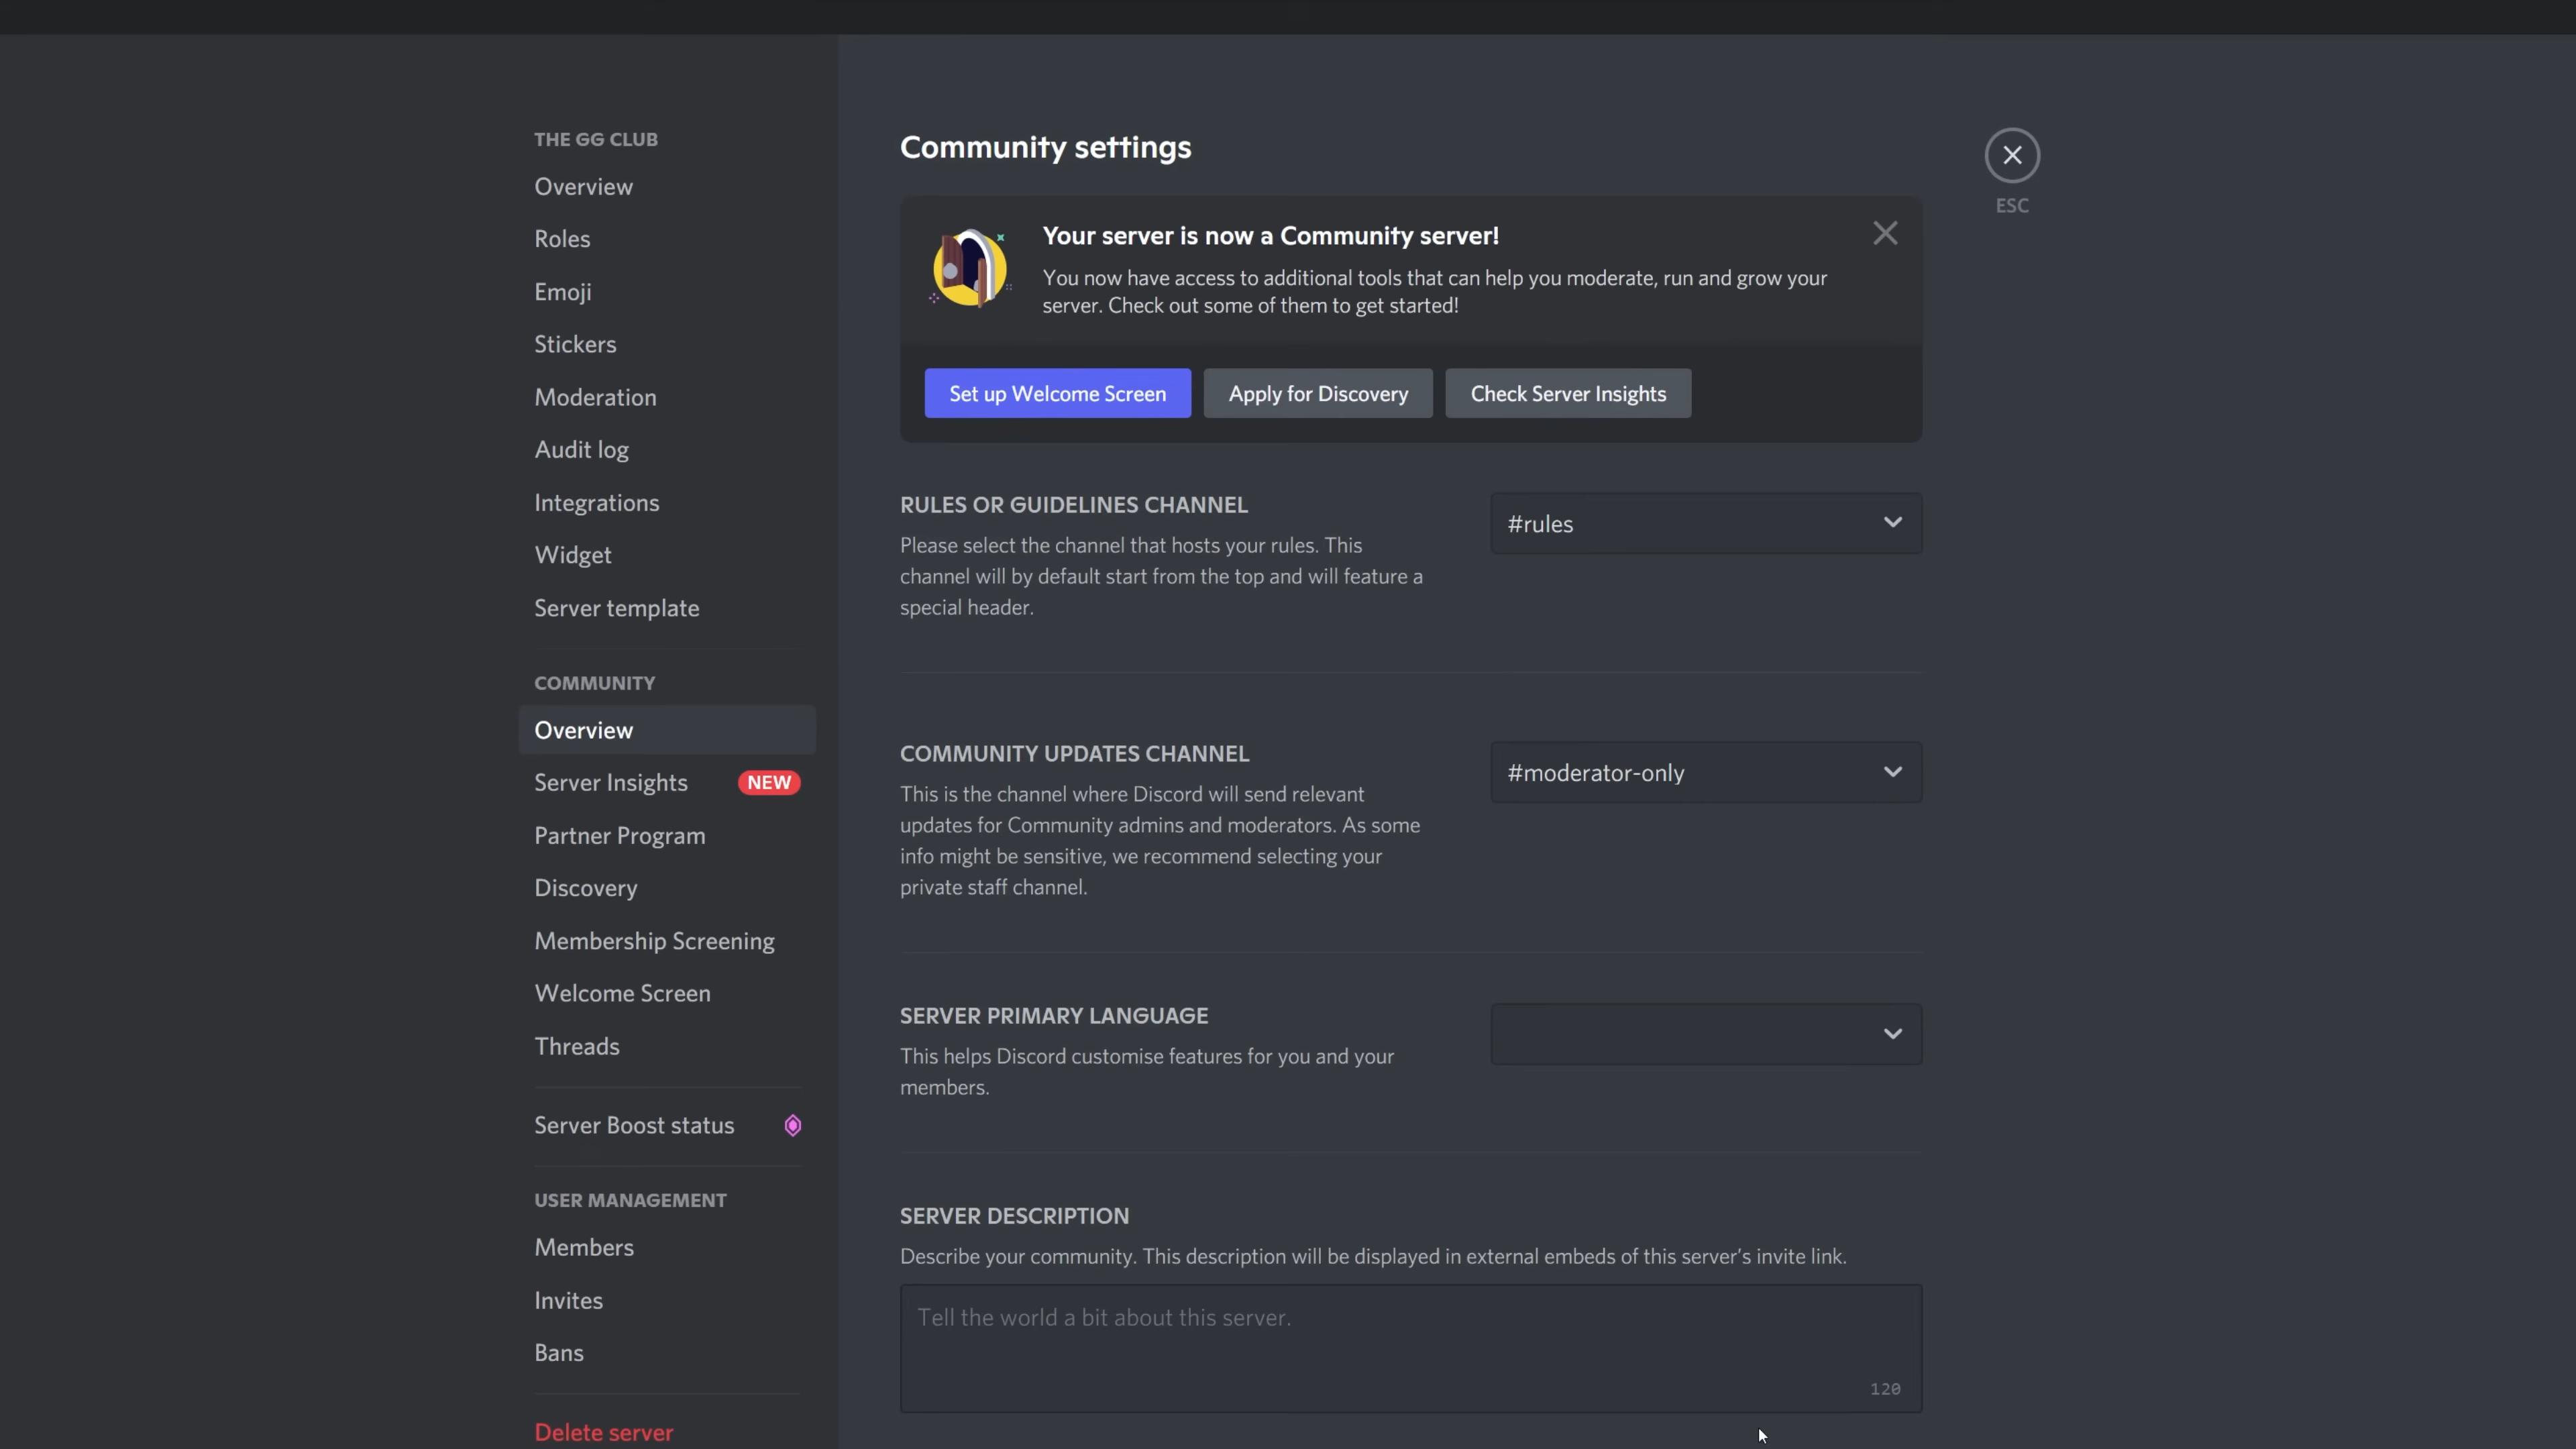 THE GG CLUB
Overview
Roles
Emoji
Stickers
Moderation
Audit log
Integrations
Widget
Server template
COMMUNITY
Overview
Server Insights NEW
Partner Program
Discovery
Membership Screening
Welcome Screen
Threads
Server Boost status
USER MANAGEMENT
Members
Invites
Bans
Delete server
Community settings
Your server is now a Community server!
You now have access to additional tools that can help you moderate, run and grow your
server. Check out some of them to get started!
Set up Welcome Screen Apply for Discovery Check Server Insights
RULES OR GUIDELINES CHANNEL
Please select the channel that hosts your rules. This
channel will by default start from the top and will feature a
special header.
#rules
COMMUNITY UPDATES CHANNEL
This is the channel where Discord will send relevant
updates for Community admins and moderators. As some
info might be sensitive, we recommend selecting your
private staff channel.
#moderator-only
SERVER PRIMARY LANGUAGE
This helps Discord customise features for you and your
members.
SERVER DESCRIPTION
Describe your community. This description will be displayed in external embeds of this server's invite link.
Tell the world a bit about this server.
120
ESC